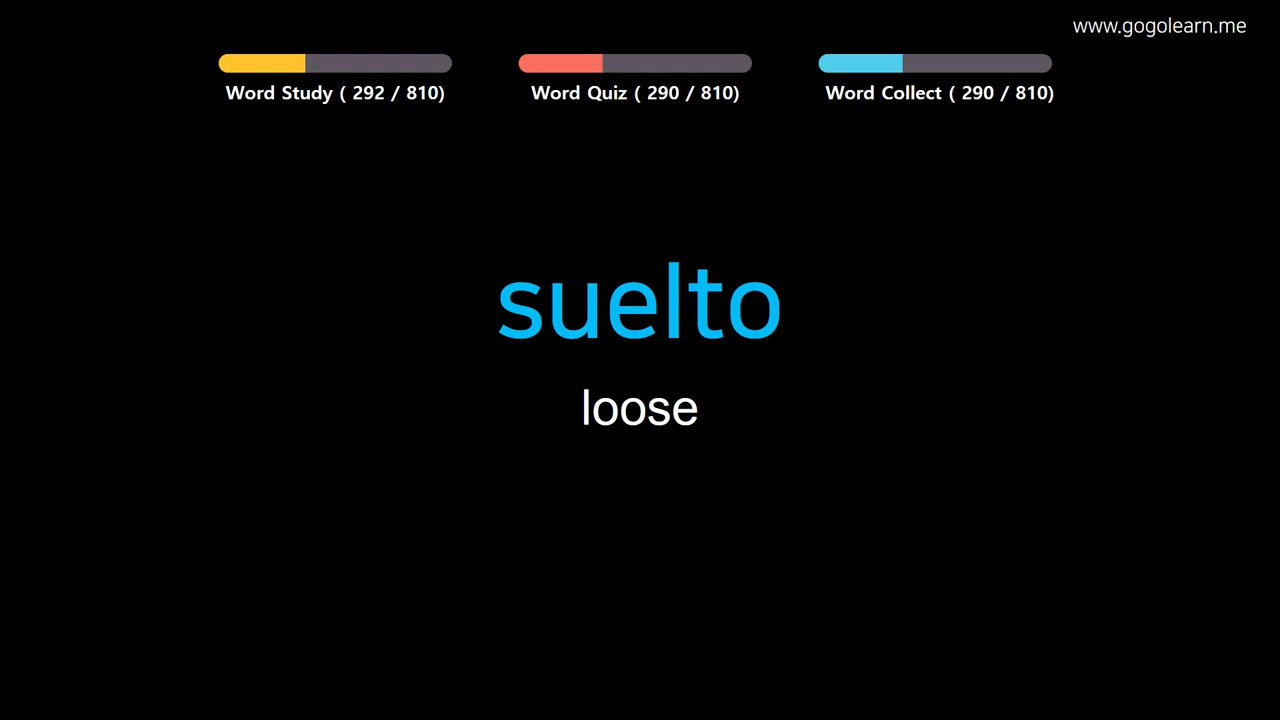 www.gogolearn.me
Word Study ( 292 / 810)
Word Quiz ( 290 / 810)
Word Collect ( 290 / 810)
suelto
loose